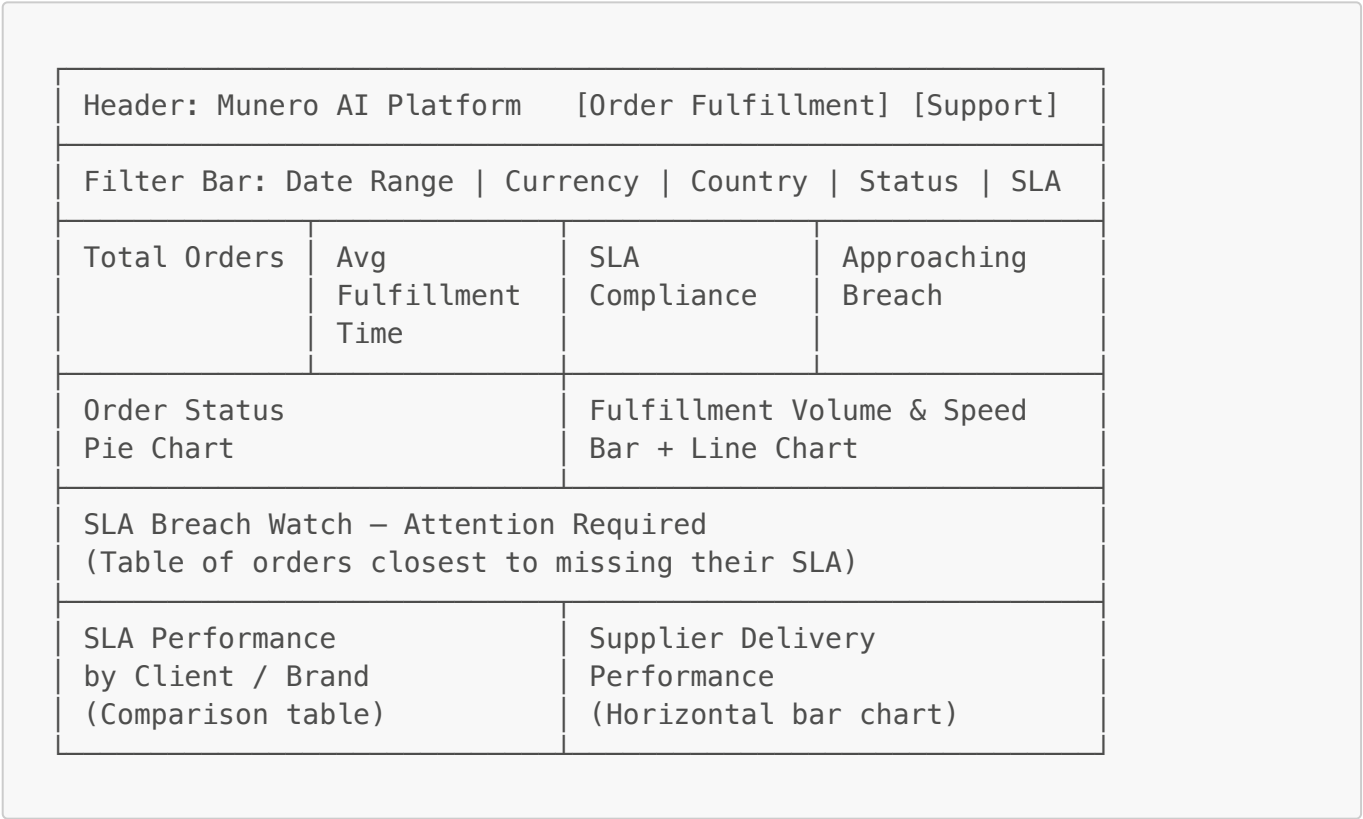 Header: Munero AI Platform   [Order Fulfillment] [Support]
Filter Bar: Date Range | Currency | Country | Status | SLA
Total Orders
Avg
Fulfillment
Time
SLA
Compliance
Approaching
Breach
Order Status
Pie Chart
Fulfillment Volume & Speed
Bar + Line Chart
SLA Breach Watch — Attention Required
(Table of orders closest to missing their SLA)
SLA Performance
by Client / Brand
(Comparison table)
Supplier Delivery
Performance
(Horizontal bar chart)